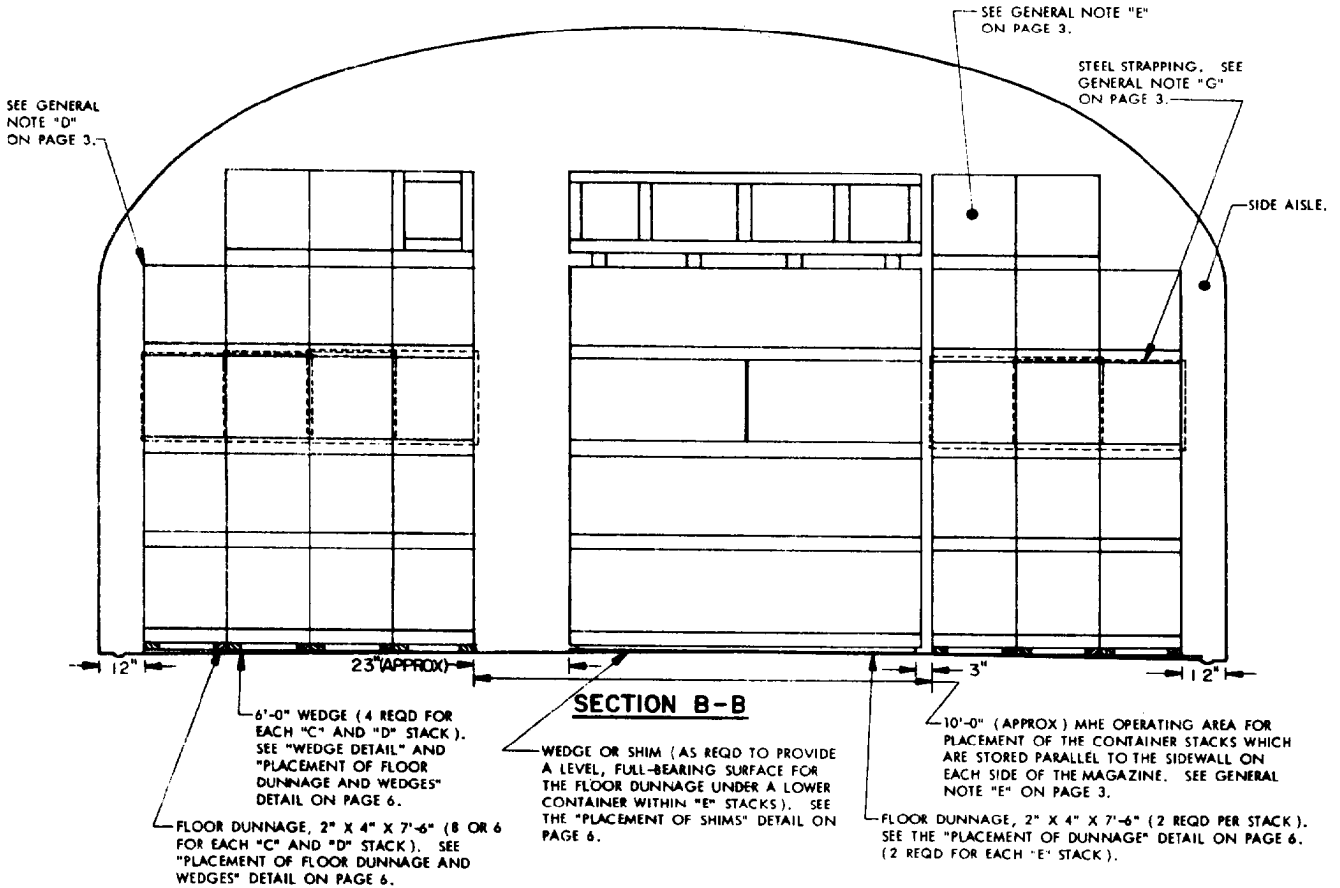 SEE GENERAL NOTE "E"
ON PAGE 3.
STEEL STRAPPING. SEE
GENERAL NOTE "G"
ON PAGE 3.
SEE GENERAL
NOTE "D"
ON PAGE 3.
SIDE AISLE.
12"
23"(APPROX)
3"
12"
SECTION B-B
6'-0" WEDGE (4 REQD FOR
EACH "C" AND "D" STACK).
SEE "WEDGE DETAIL" AND
"PLACEMENT OF FLOOR
DUNNAGE AND WEDGES"
DETAIL ON PAGE 6.
FLOOR DUNNAGE, 2" X 4" X 7'-6" (8 OR 6
FOR EACH "C" AND "D" STACK). SEE
"PLACEMENT OF FLOOR DUNNAGE AND
WEDGES" DETAIL ON PAGE 6.
WEDGE OR SHIM (AS REQD TO PROVIDE
A LEVEL, FULL-BEARING SURFACE FOR
THE FLOOR DUNNAGE UNDER A LOWER
CONTAINER WITHIN "E" STACKS). SEE
THE "PLACEMENT OF SHIMS" DETAIL ON
PAGE 6.
10'-0" (APPROX) MHE OPERATING AREA FOR
PLACEMENT OF THE CONTAINER STACKS WHICH
ARE STORED PARALLEL TO THE SIDEWALL ON
EACH SIDE OF THE MAGAZINE. SEE GENERAL
NOTE "E" ON PAGE 3.
FLOOR DUNNAGE, 2" X 4" X 7'-6" (2 REQD PER STACK).
SEE THE "PLACEMENT OF DUNNAGE" DETAIL ON PAGE 6.
(2 REQD FOR EACH "E" STACK).